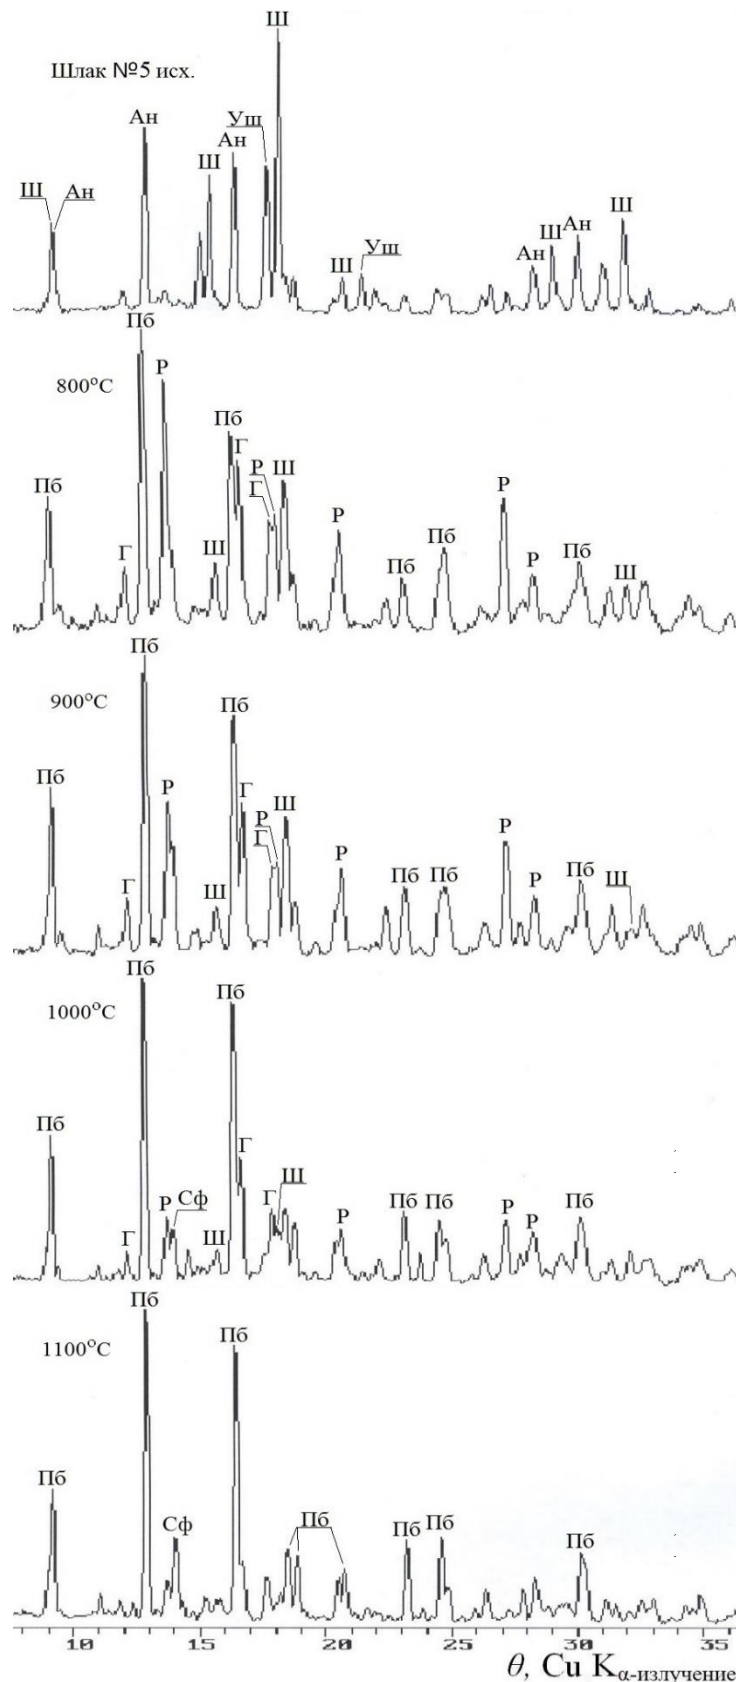 Ш
Шлак №5 исх.
Ан Уш Ан
Ш Ан Ш Ш Уш Ан Ш Ан Ш
Пб
800°C Р
Пб Г
Пб Р Ш
Г Р Пб Р Пб
Г Ш Пб Р Ш
Пб
900°C Пб
Пб Р Г Р Ш
Г Р Р
Г Ш Пб Пб Р Пб Ш
Пб
1000°C Пб
Пб Г
Р Сф Г Ш Пб Пб Р Р Пб
Г Ш Р
Пб
1100°C Пб
Пб Сф Пб Пб Пб Пб
10 15 20 25 30 35
θ, Cu Kα-излучение